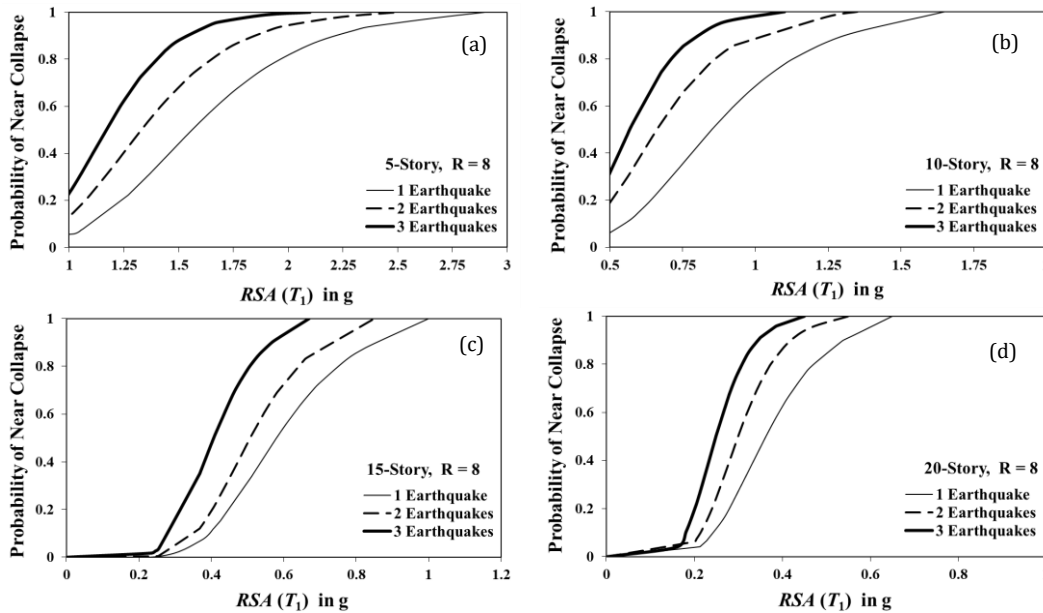 Probability of Near Collapse
1
0.8
0.6
0.4
0.2
0
(a)
5-Story, R = 8
1 Earthquake
2 Earthquakes
3 Earthquakes
1 1.25 1.5 1.75 2 2.25 2.5 2.75 3
RSA (T1) in g
Probability of Near Collapse
1
0.8
0.6
0.4
0.2
0
(b)
10-Story, R = 8
1 Earthquake
2 Earthquakes
3 Earthquakes
0.5 0.75 1 1.25 1.5 1.75
RSA (T1) in g
Probability of Near Collapse
1
0.8
0.6
0.4
0.2
0
(c)
15-Story, R = 8
1 Earthquake
2 Earthquakes
3 Earthquakes
0 0.2 0.4 0.6 0.8 1 1.2
RSA (T1) in g
Probability of Near Collapse
1
0.8
0.6
0.4
0.2
0
(d)
20-Story, R = 8
1 Earthquake
2 Earthquakes
3 Earthquakes
0 0.2 0.4 0.6 0.8
RSA (T1) in g